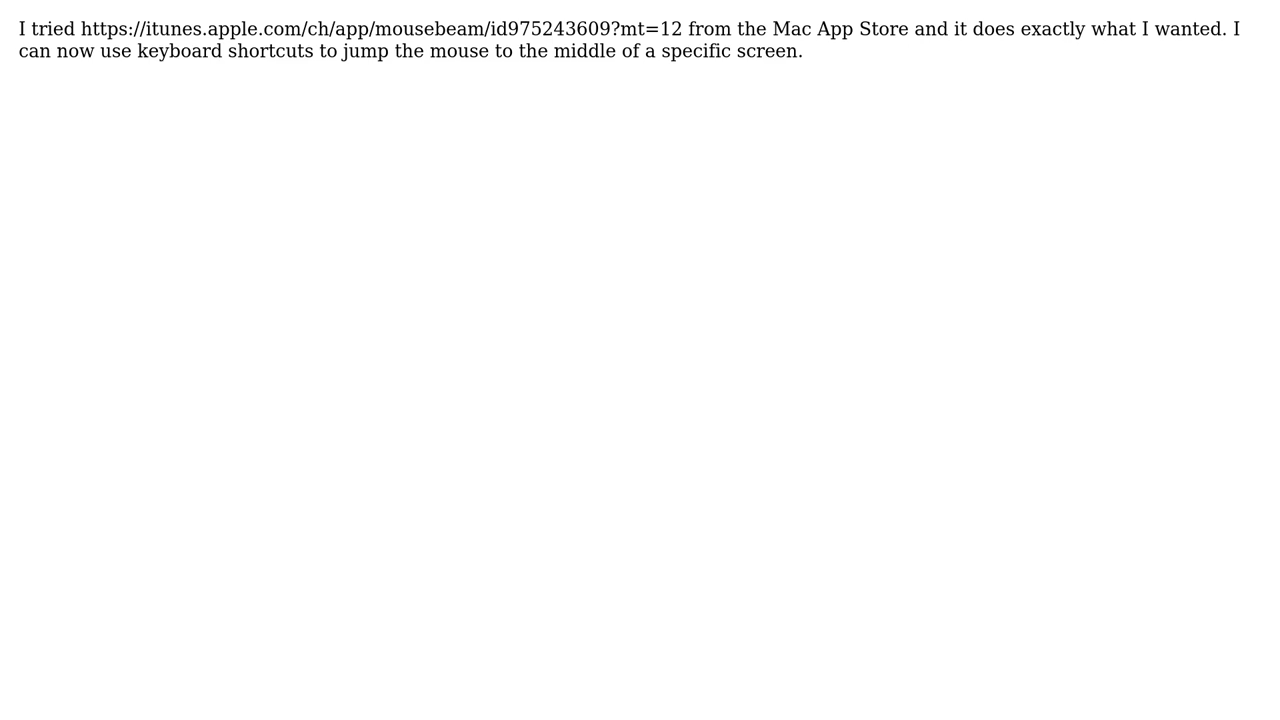 I tried https://itunes.apple.com/ch/app/mousebeam/id975243609?mt=12 from the Mac App Store and it does exactly what I wanted. I
can now use keyboard shortcuts to jump the mouse to the middle of a specific screen.